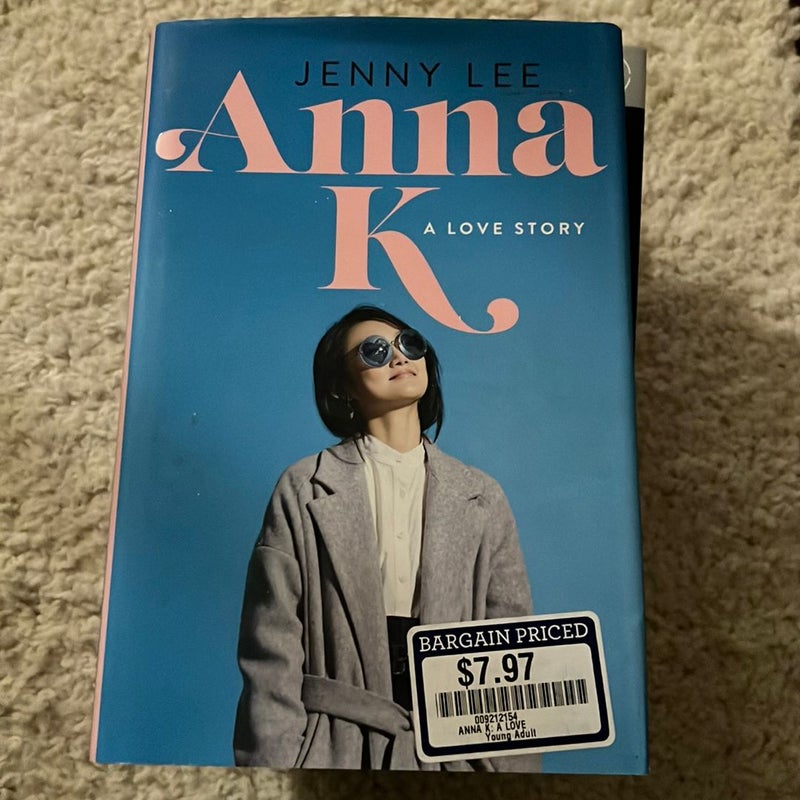 JENNY LEE
Anna
K
A LOVE STORY
BARGAIN PRICED
$7.97
009212154
ANNA K: A LOVE
Young Adult